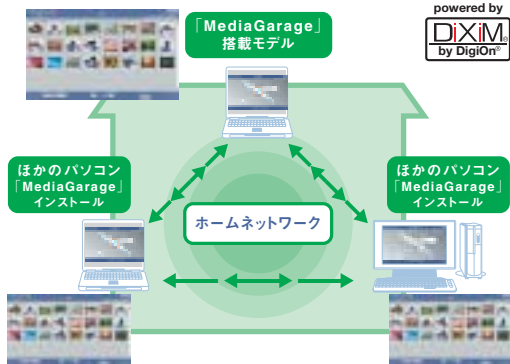 「MediaGarage」
搭載モデル
powered by
DiXiM®
by DigiOn®
ほかのパソコン
「MediaGarage」
インストール
ホームネットワーク
ほかのパソコン
「MediaGarage」
インストール